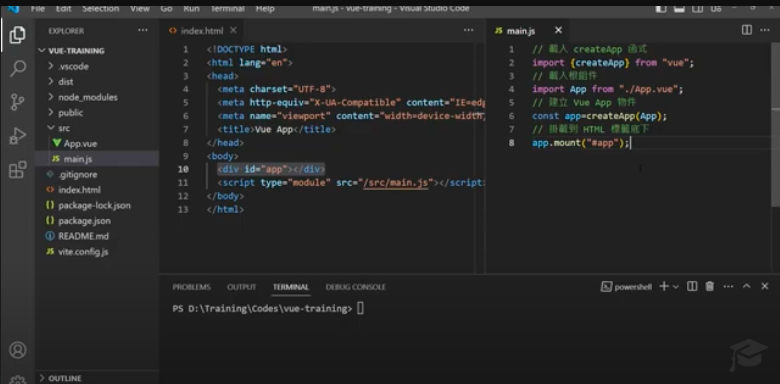 File Edit Selection View Go Run Terminal Help
main.js - vue-training - Visual Studio Code
EXPLORER
VUE-TRAINING
.vscode
dist
node_modules
public
src
App.vue
main.js
.gitignore
index.html
package-lock.json
package.json
README.md
vite.config.js
OUTLINE
index.html
1 <!DOCTYPE html>
2 <html lang="en">
3 <head>
4 <meta charset="UTF-8">
5 <meta http-equiv="X-UA-Compatible" content="IE=edg
6 <meta name="viewport" content="width=device-width,
7 <title>Vue App</title>
8 </head>
9 <body>
10 <div id="app"></div>
11 <script type="module" src="/src/main.js"></script>
12 </body>
13 </html>
main.js
1 // 載入 createApp 函式
2 import {createApp} from "vue";
3 // 載入根組件
4 import App from "./App.vue";
5 // 建立 Vue App 物件
6 const app=createApp(App);
7 // 掛載到 HTML 標籤底下
8 app.mount("#app");
PROBLEMS OUTPUT TERMINAL DEBUG CONSOLE
powershell
PS D:\Training\Codes\vue-training>